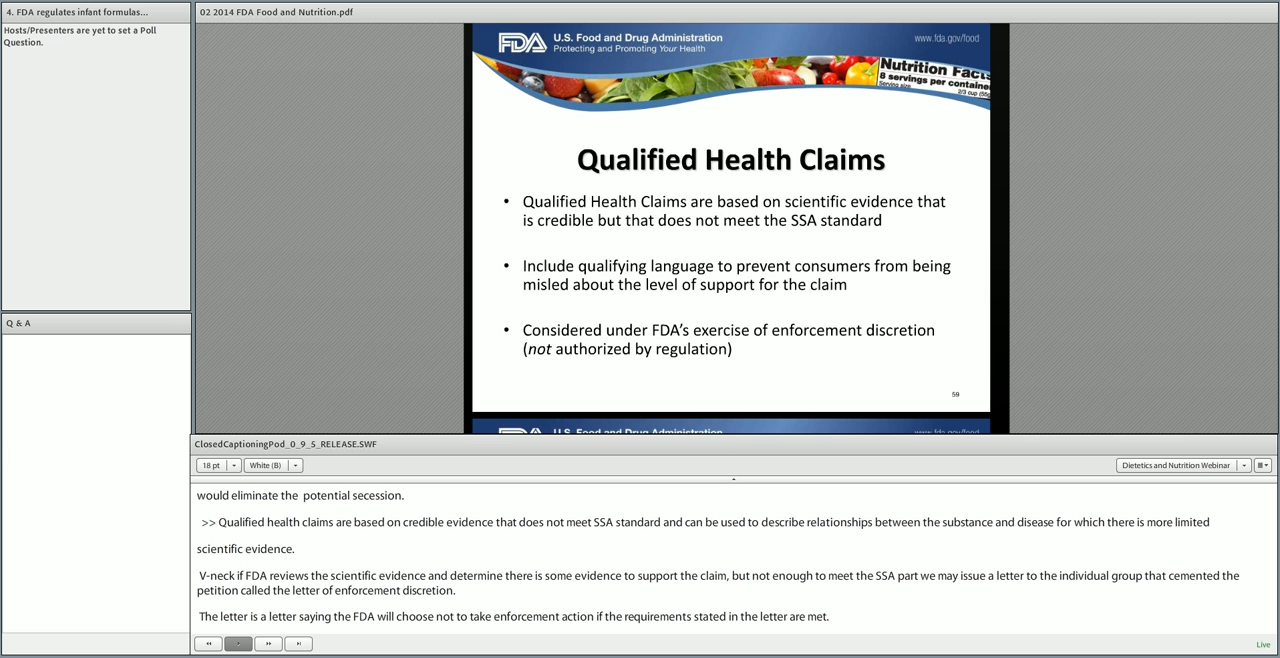 4. FDA regulates infant formulas...
Hosts/Presenters are yet to set a Poll
Question.
Q & A
02 2014 FDA Food and Nutrition.pdf
FDA
U.S. Food and Drug Administration
Protecting and Promoting Your Health
www.fda.gov/food
Nutrition Facts
8 servings per container
Serving size
2/3 cup (55g
Qualified Health Claims
• Qualified Health Claims are based on scientific evidence that
is credible but that does not meet the SSA standard
• Include qualifying language to prevent consumers from being
misled about the level of support for the claim
• Considered under FDA's exercise of enforcement discretion
(not authorized by regulation)
59
FDA U.S. Food and Drug Administration
www.fda.gov/food
ClosedCaptioningPod_0_9_5_RELEASE.SWF
18 pt
White (B)
Dietetics and Nutrition Webinar
would eliminate the potential secession.
>> Qualified health claims are based on credible evidence that does not meet SSA standard and can be used to describe relationships between the substance and disease for which there is more limited
scientific evidence.
V-neck if FDA reviews the scientific evidence and determine there is some evidence to support the claim, but not enough to meet the SSA part we may issue a letter to the individual group that cemented the
petition called the letter of enforcement discretion.
The letter is a letter saying the FDA will choose not to take enforcement action if the requirements stated in the letter are met.
Live